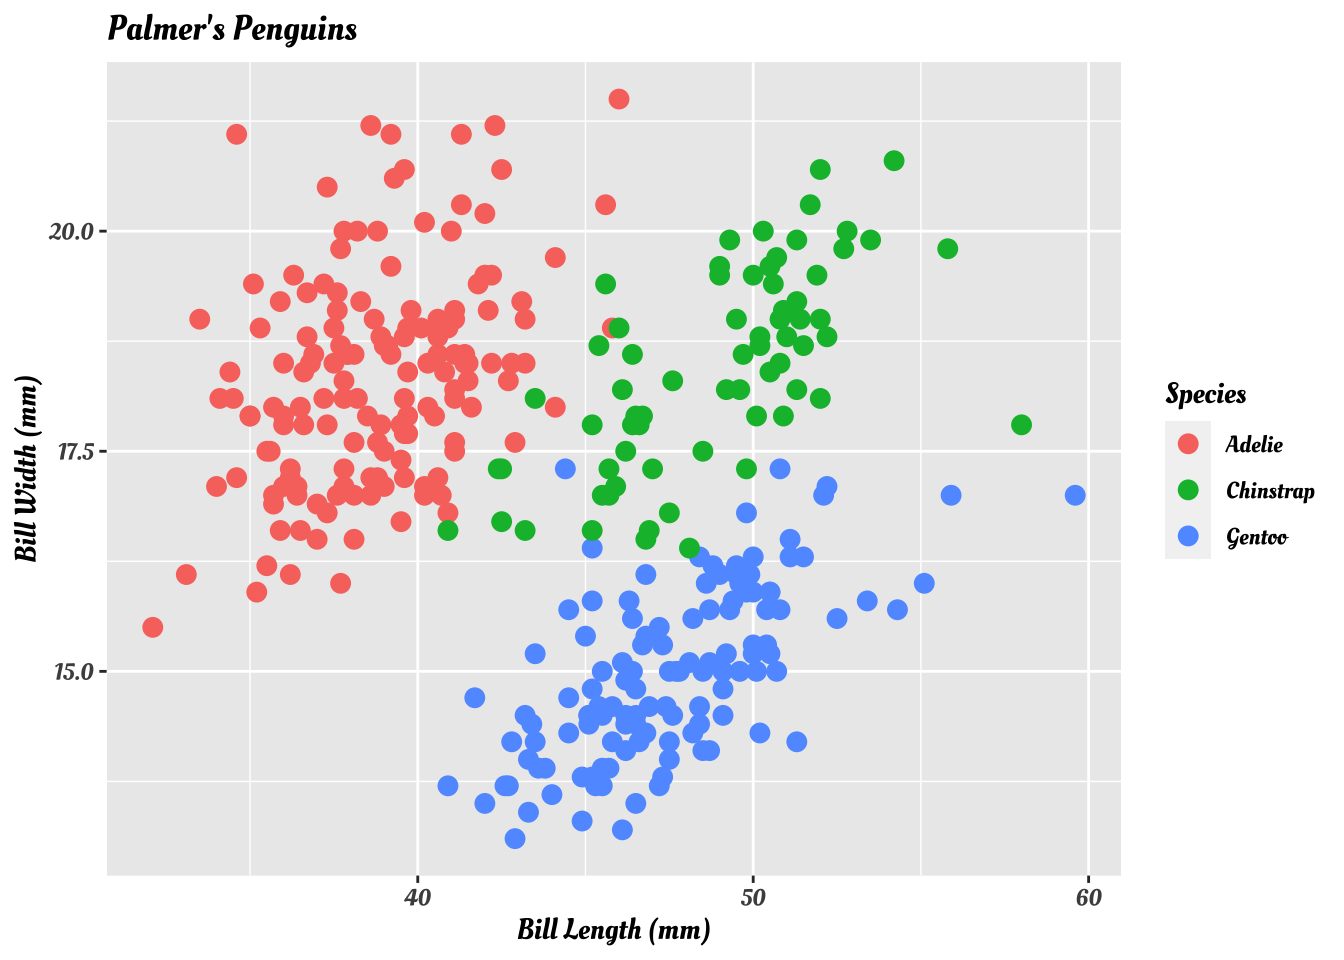 Palmer's Penguins
20.0
17.5
15.0
Bill Width (mm)
40 50 60
Bill Length (mm)
Species
Adelie
Chinstrap
Gentoo